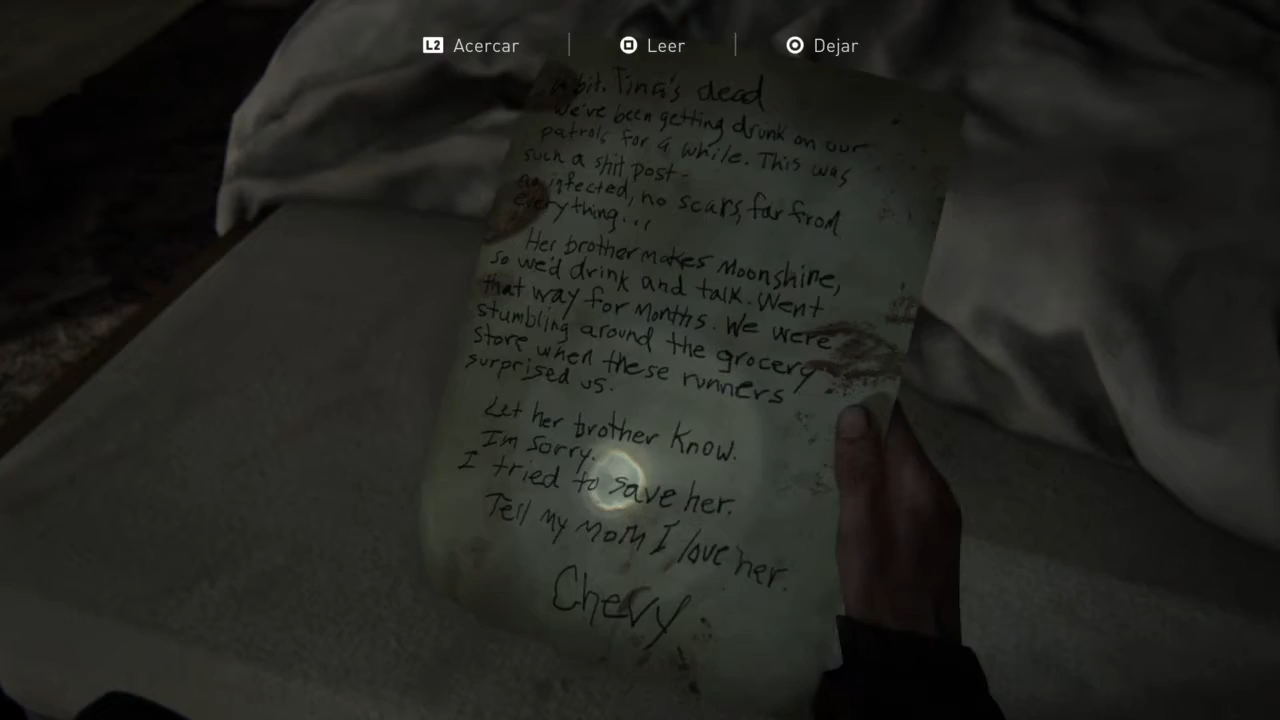 L2 Acercar
Leer
Dejar
a bit. Tina's dead
We've been getting drunk on our
patrols for a while. This was
such a shit post-
no infected, no scars, far from
everything...
Her brother makes Moonshine,
so we'd drink and talk. Went
that way for Months. We were
stumbling around the grocery
store when these runners
surprised us.
Let her brother know.
I'm sorry.
I tried to save her.
Tell my Mom I love her.
Chevy